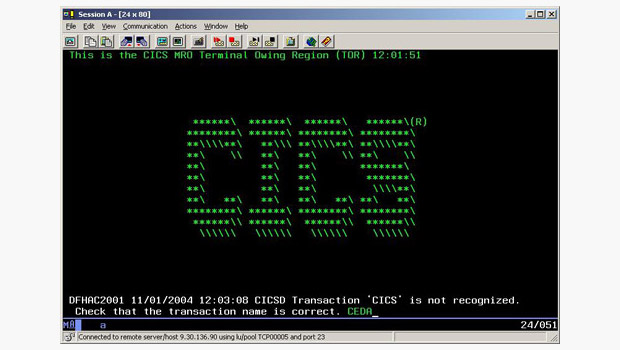 Session A - [24 x 80]
File Edit View Communication Actions Window Help
This is the CICS MRO Terminal Owing Region (TOR) 12:01:51
CICS(R)
DFHAC2001 11/01/2004 12:03:08 CICSD Transaction 'CICS' is not recognized.
Check that the transaction name is correct. CEDA_
MA a 24/051
Connected to remote server/host 9.30.136.90 using lu/pool TCP00005 and port 23